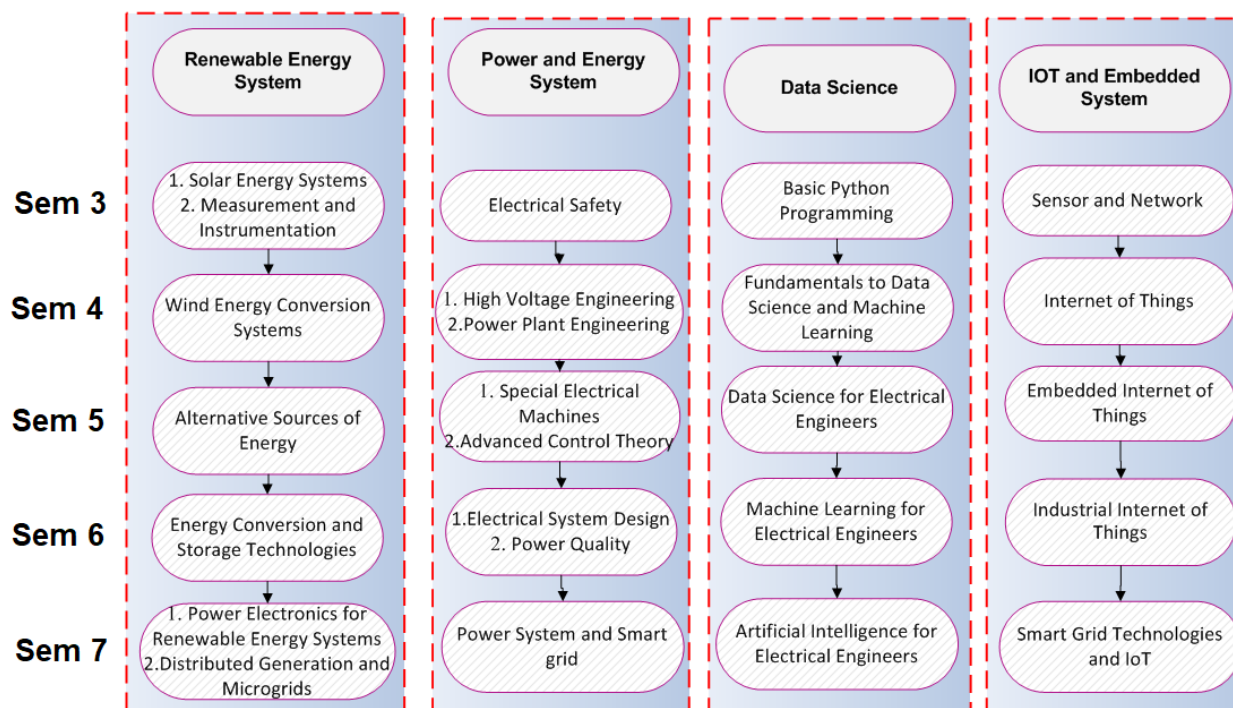 Renewable Energy
System
Power and Energy
System
Data Science
IOT and Embedded
System
Sem 3
1. Solar Energy Systems
2. Measurement and
Instrumentation
Electrical Safety
Basic Python
Programming
Sensor and Network
Sem 4
Wind Energy Conversion
Systems
1. High Voltage Engineering
2.Power Plant Engineering
Fundamentals to Data
Science and Machine
Learning
Internet of Things
Sem 5
Alternative Sources of
Energy
1. Special Electrical
Machines
2.Advanced Control Theory
Data Science for Electrical
Engineers
Embedded Internet of
Things
Sem 6
Energy Conversion and
Storage Technologies
1.Electrical System Design
2. Power Quality
Machine Learning for
Electrical Engineers
Industrial Internet of
Things
Sem 7
1. Power Electronics for
Renewable Energy Systems
2.Distributed Generation and
Microgrids
Power System and Smart
grid
Artificial Intelligence for
Electrical Engineers
Smart Grid Technologies
and IoT